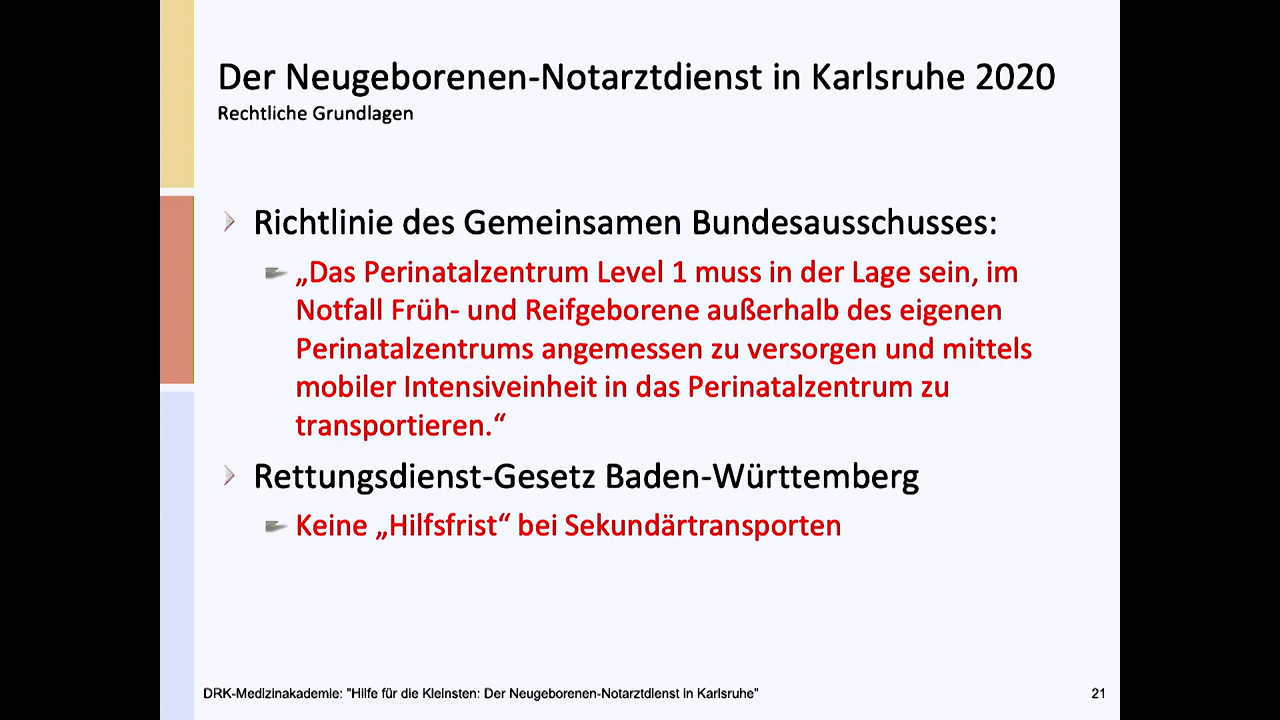 Der Neugeborenen-Notarztdienst in Karlsruhe 2020
Rechtliche Grundlagen
Richtlinie des Gemeinsamen Bundesausschusses:
„Das Perinatalzentrum Level 1 muss in der Lage sein, im
Notfall Früh- und Reifgeborene außerhalb des eigenen
Perinatalzentrums angemessen zu versorgen und mittels
mobiler Intensiveinheit in das Perinatalzentrum zu
transportieren.“
Rettungsdienst-Gesetz Baden-Württemberg
Keine „Hilfsfrist“ bei Sekundärtransporten
DRK-Medizinakademie: "Hilfe für die Kleinsten: Der Neugeborenen-Notarztdienst in Karlsruhe" 21